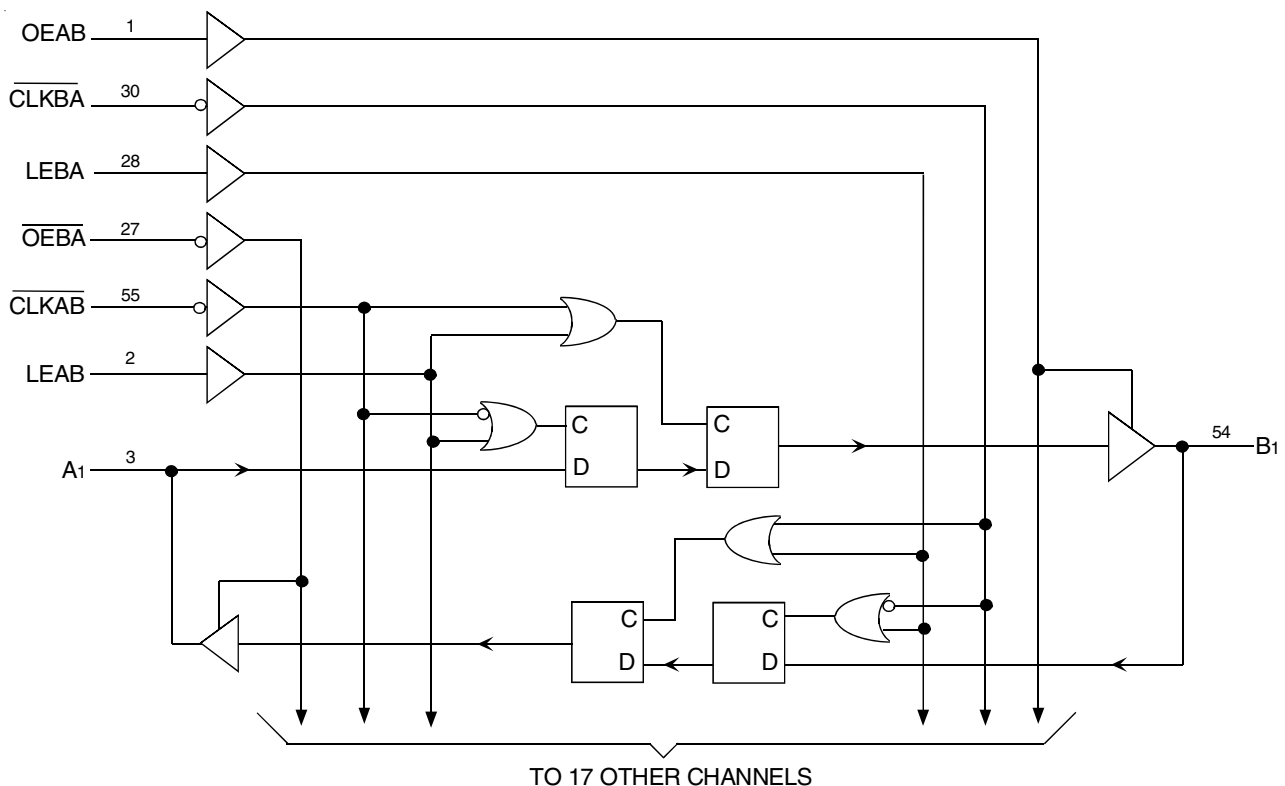 OEAB 1
CLKBA 30
LEBA 28
OEBA 27
CLKAB 55
LEAB 2
A1 3
C
D
C
D
54 B1
C
D
C
D
TO 17 OTHER CHANNELS